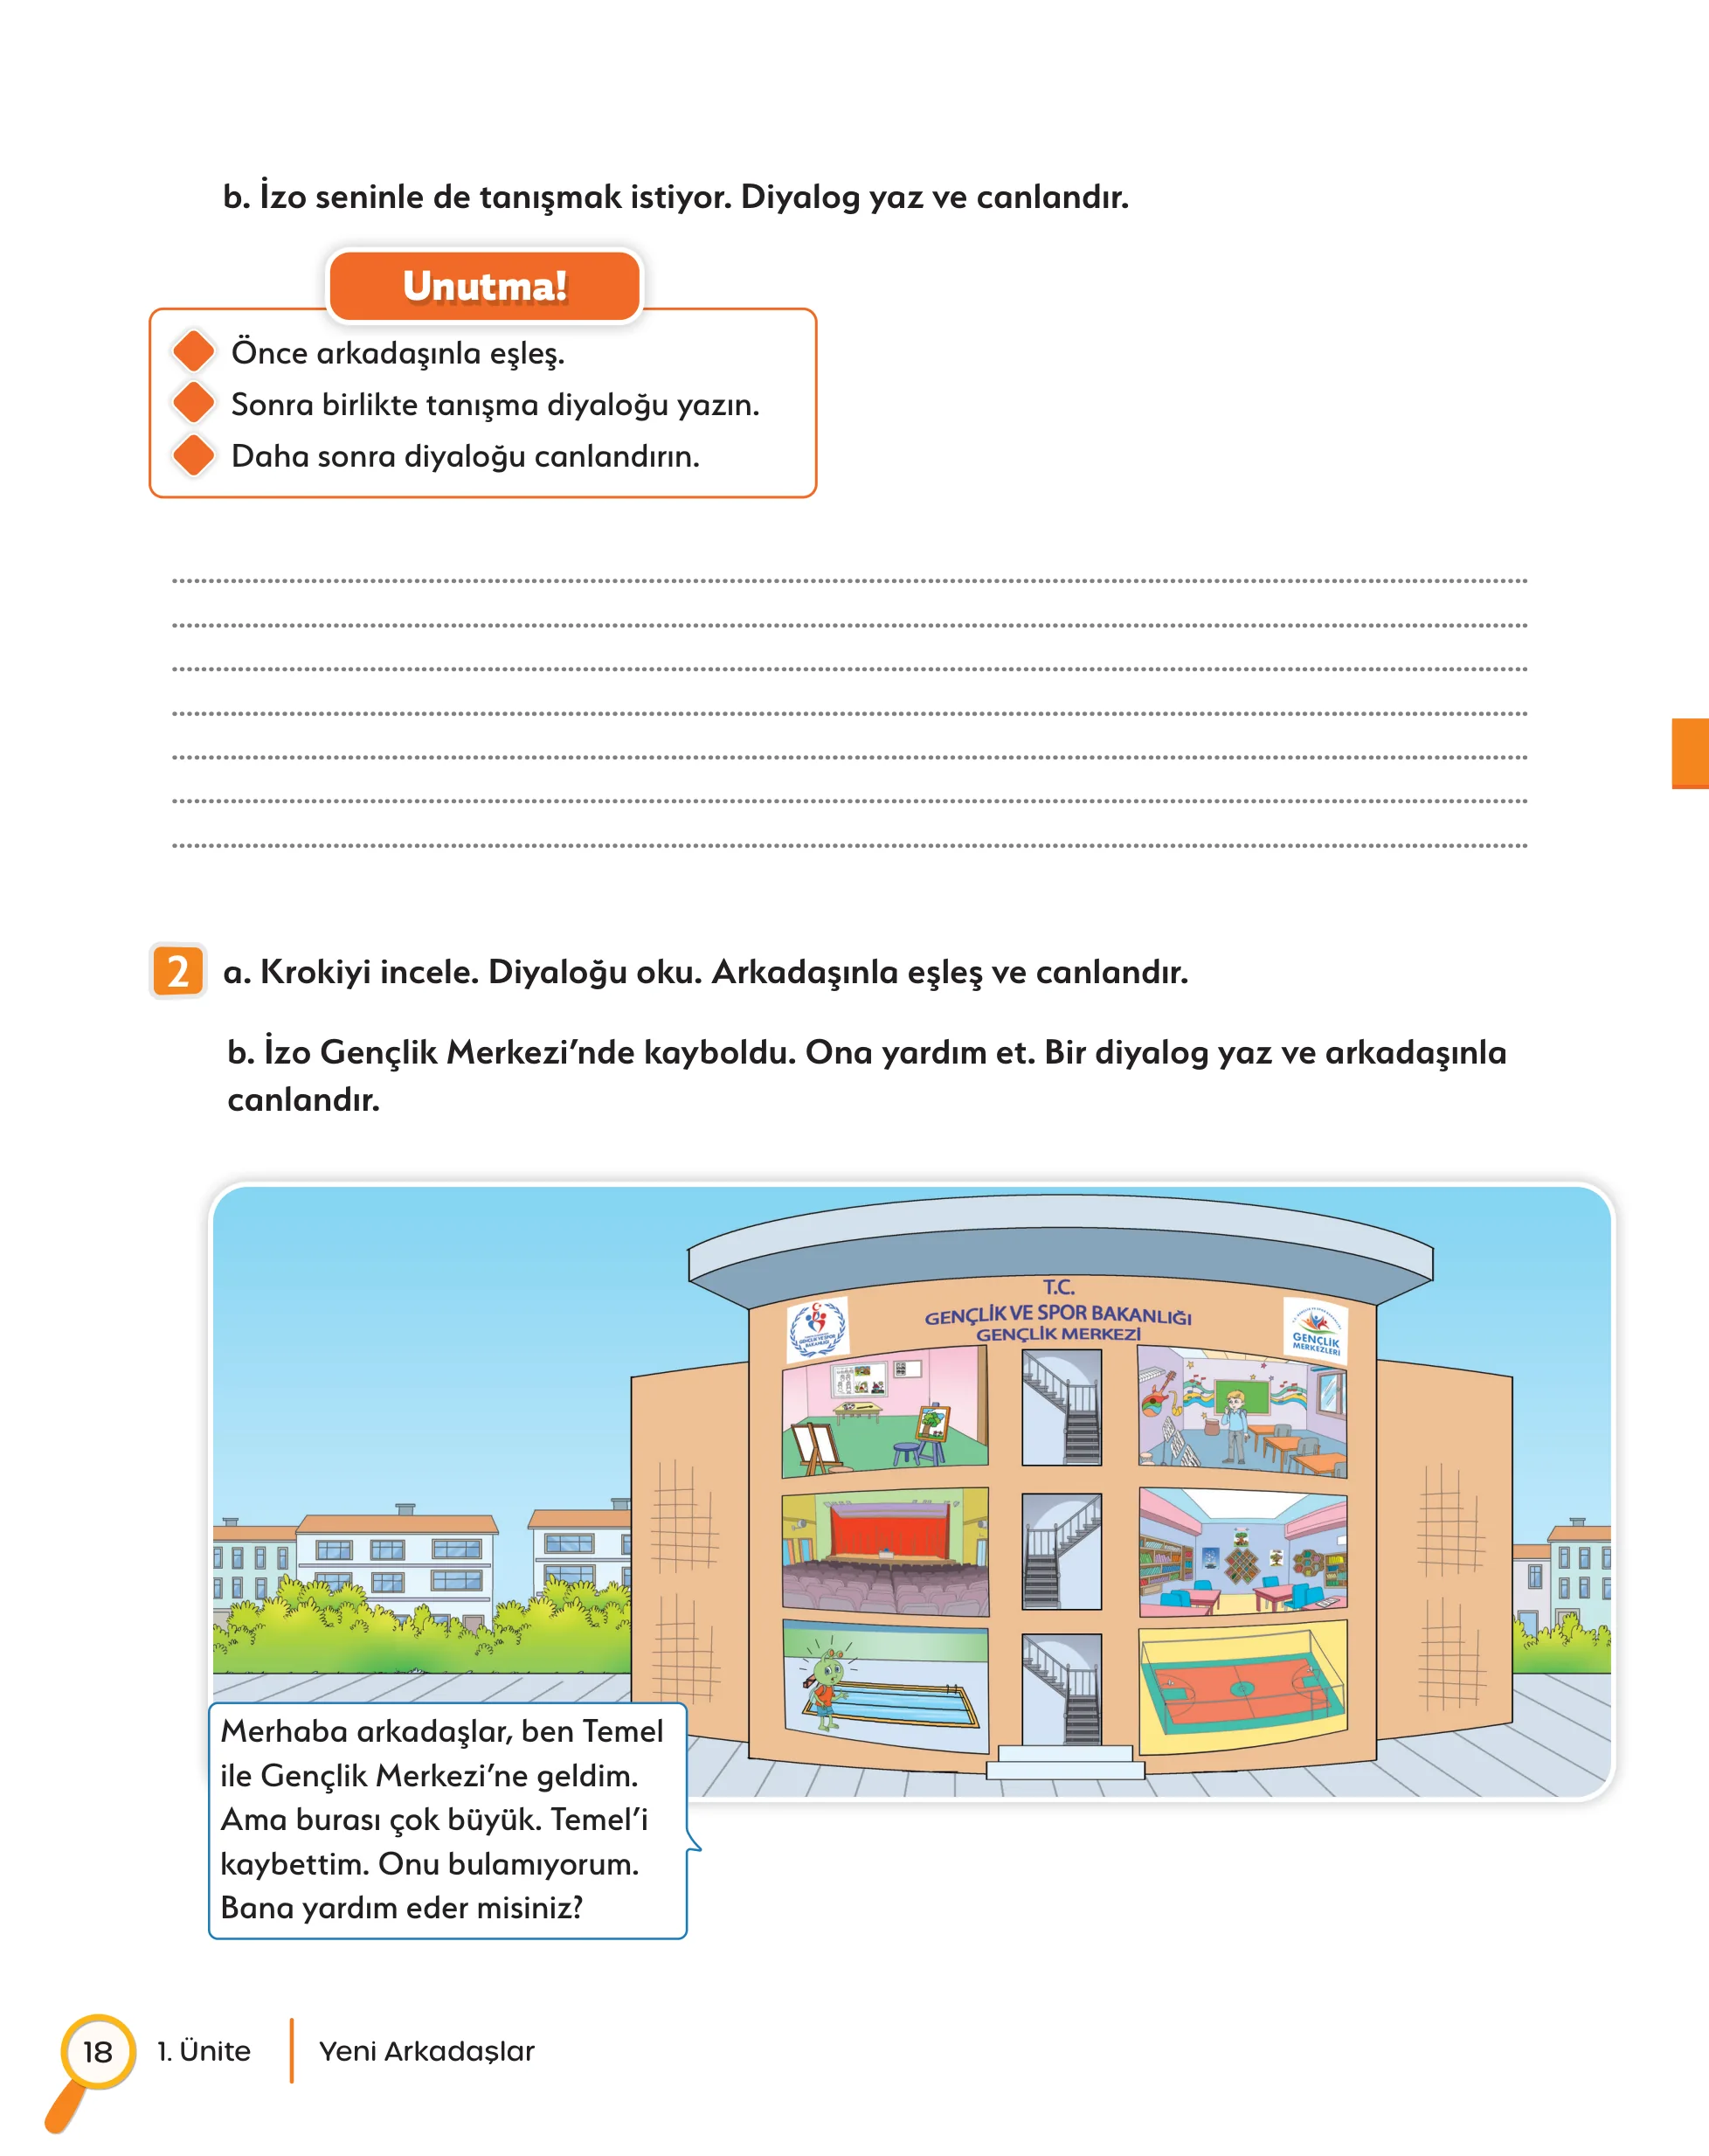 b. İzo seninle de tanışmak istiyor. Diyalog yaz ve canlandır.
Unutma!
Önce arkadaşınla eşleş.
Sonra birlikte tanışma diyaloğu yazın.
Daha sonra diyaloğu canlandırın.
2 a. Krokiyi incele. Diyaloğu oku. Arkadaşınla eşleş ve canlandır.
b. İzo Gençlik Merkezi’nde kayboldu. Ona yardım et. Bir diyalog yaz ve arkadaşınla
canlandır.
T.C.
GENÇLİK VE SPOR BAKANLIĞI
GENÇLİK MERKEZİ
GENÇLİK VE SPOR
BAKANLIĞI
GENÇLİK
MERKEZLERİ
Merhaba arkadaşlar, ben Temel
ile Gençlik Merkezi’ne geldim.
Ama burası çok büyük. Temel’i
kaybettim. Onu bulamıyorum.
Bana yardım eder misiniz?
18 1. Ünite Yeni Arkadaşlar